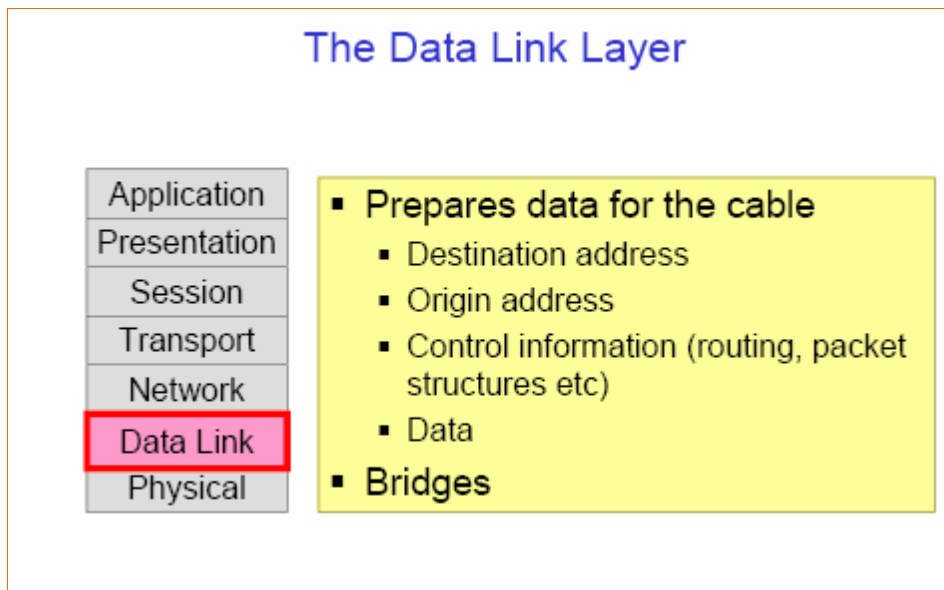 The Data Link Layer
Application
Presentation
Session
Transport
Network
Data Link
Physical
▪ Prepares data for the cable
▪ Destination address
▪ Origin address
▪ Control information (routing, packet
structures etc)
▪ Data
▪ Bridges